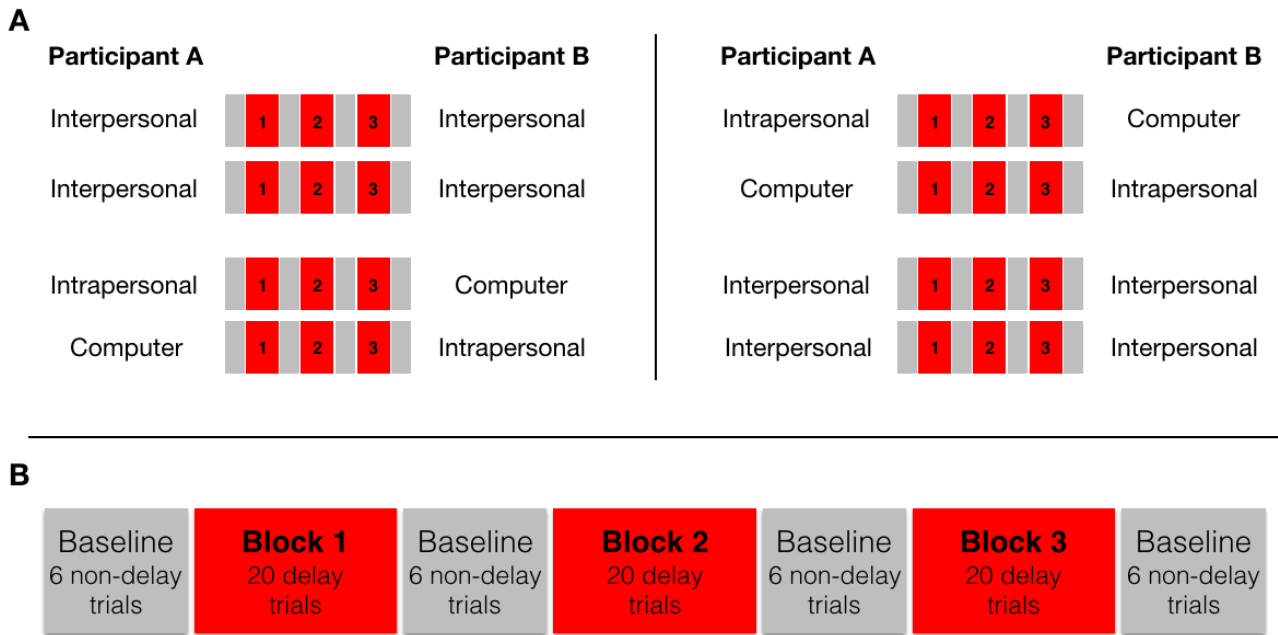 A
Participant A Participant B
Interpersonal 1 2 3 Interpersonal
Interpersonal 1 2 3 Interpersonal
Intrapersonal 1 2 3 Computer
Computer 1 2 3 Intrapersonal
Participant A Participant B
Intrapersonal 1 2 3 Computer
Computer 1 2 3 Intrapersonal
Interpersonal 1 2 3 Interpersonal
Interpersonal 1 2 3 Interpersonal
B
Baseline
6 non-delay
trials
Block 1
20 delay
trials
Baseline
6 non-delay
trials
Block 2
20 delay
trials
Baseline
6 non-delay
trials
Block 3
20 delay
trials
Baseline
6 non-delay
trials